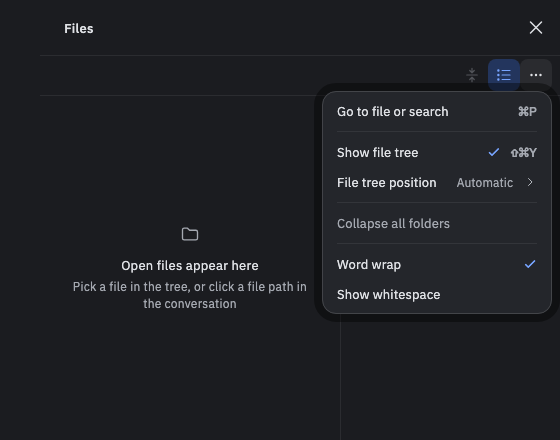 Files
Go to file or search ⌘P
Show file tree ⇧⌘Y
File tree position Automatic
Collapse all folders
Word wrap
Show whitespace
Open files appear here
Pick a file in the tree, or click a file path in
the conversation